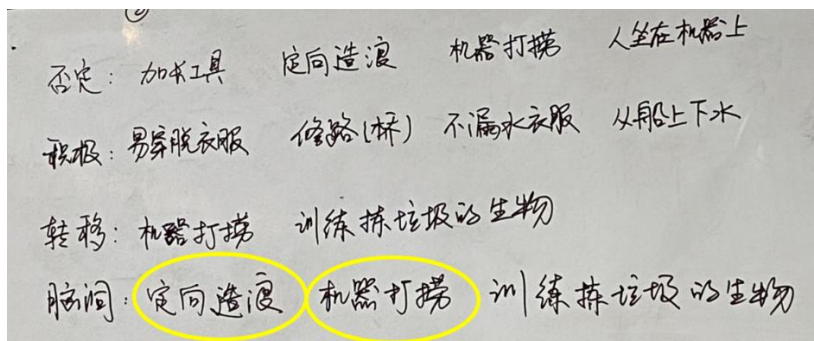 ②
否定：加长工具 定向造浪 机器打捞 人坐在机器上
积极：易穿脱衣服 修路(桥) 不漏水衣服 从船上下水
转移：机器打捞 训练拣垃圾的生物
脑洞：定向造浪 机器打捞 训练拣垃圾的生物